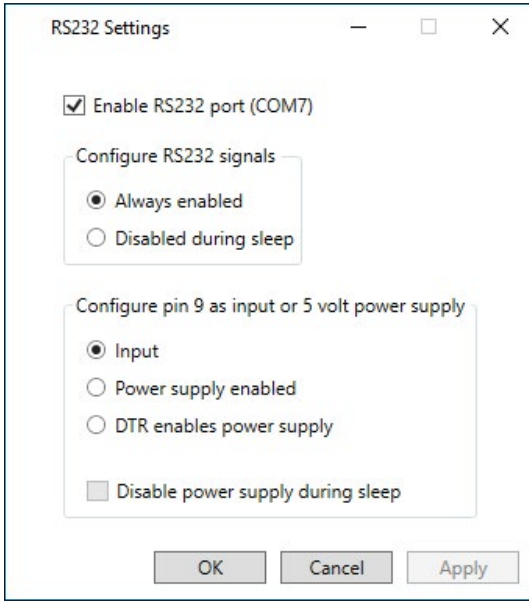 RS232 Settings
Enable RS232 port (COM7)
Configure RS232 signals
Always enabled
Disabled during sleep
Configure pin 9 as input or 5 volt power supply
Input
Power supply enabled
DTR enables power supply
Disable power supply during sleep
OK Cancel Apply